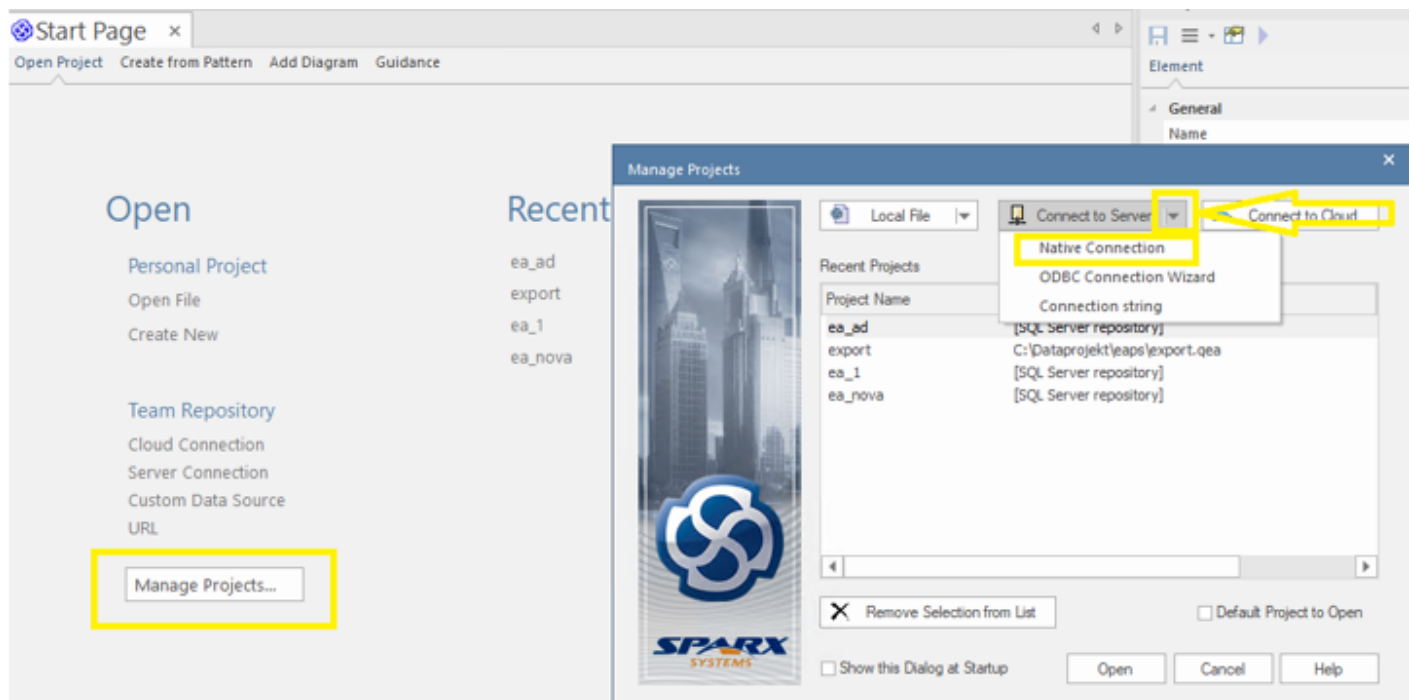 Start Page ×
Open Project Create from Pattern Add Diagram Guidance
Element
General
Name
Open
Personal Project
Open File
Create New
Team Repository
Cloud Connection
Server Connection
Custom Data Source
URL
Manage Projects...
Recent
ea_ad
export
ea_1
ea_nova
Manage Projects
Local File
Connect to Server
Connect to Cloud
Native Connection
ODBC Connection Wizard
Connection string
Recent Projects
Project Name
ea_ad [SQL Server repository]
export C:\Dataprojekt\eaps\export.qea
ea_1 [SQL Server repository]
ea_nova [SQL Server repository]
Remove Selection from List
Default Project to Open
SPARX
SYSTEMS
Show this Dialog at Startup
Open
Cancel
Help